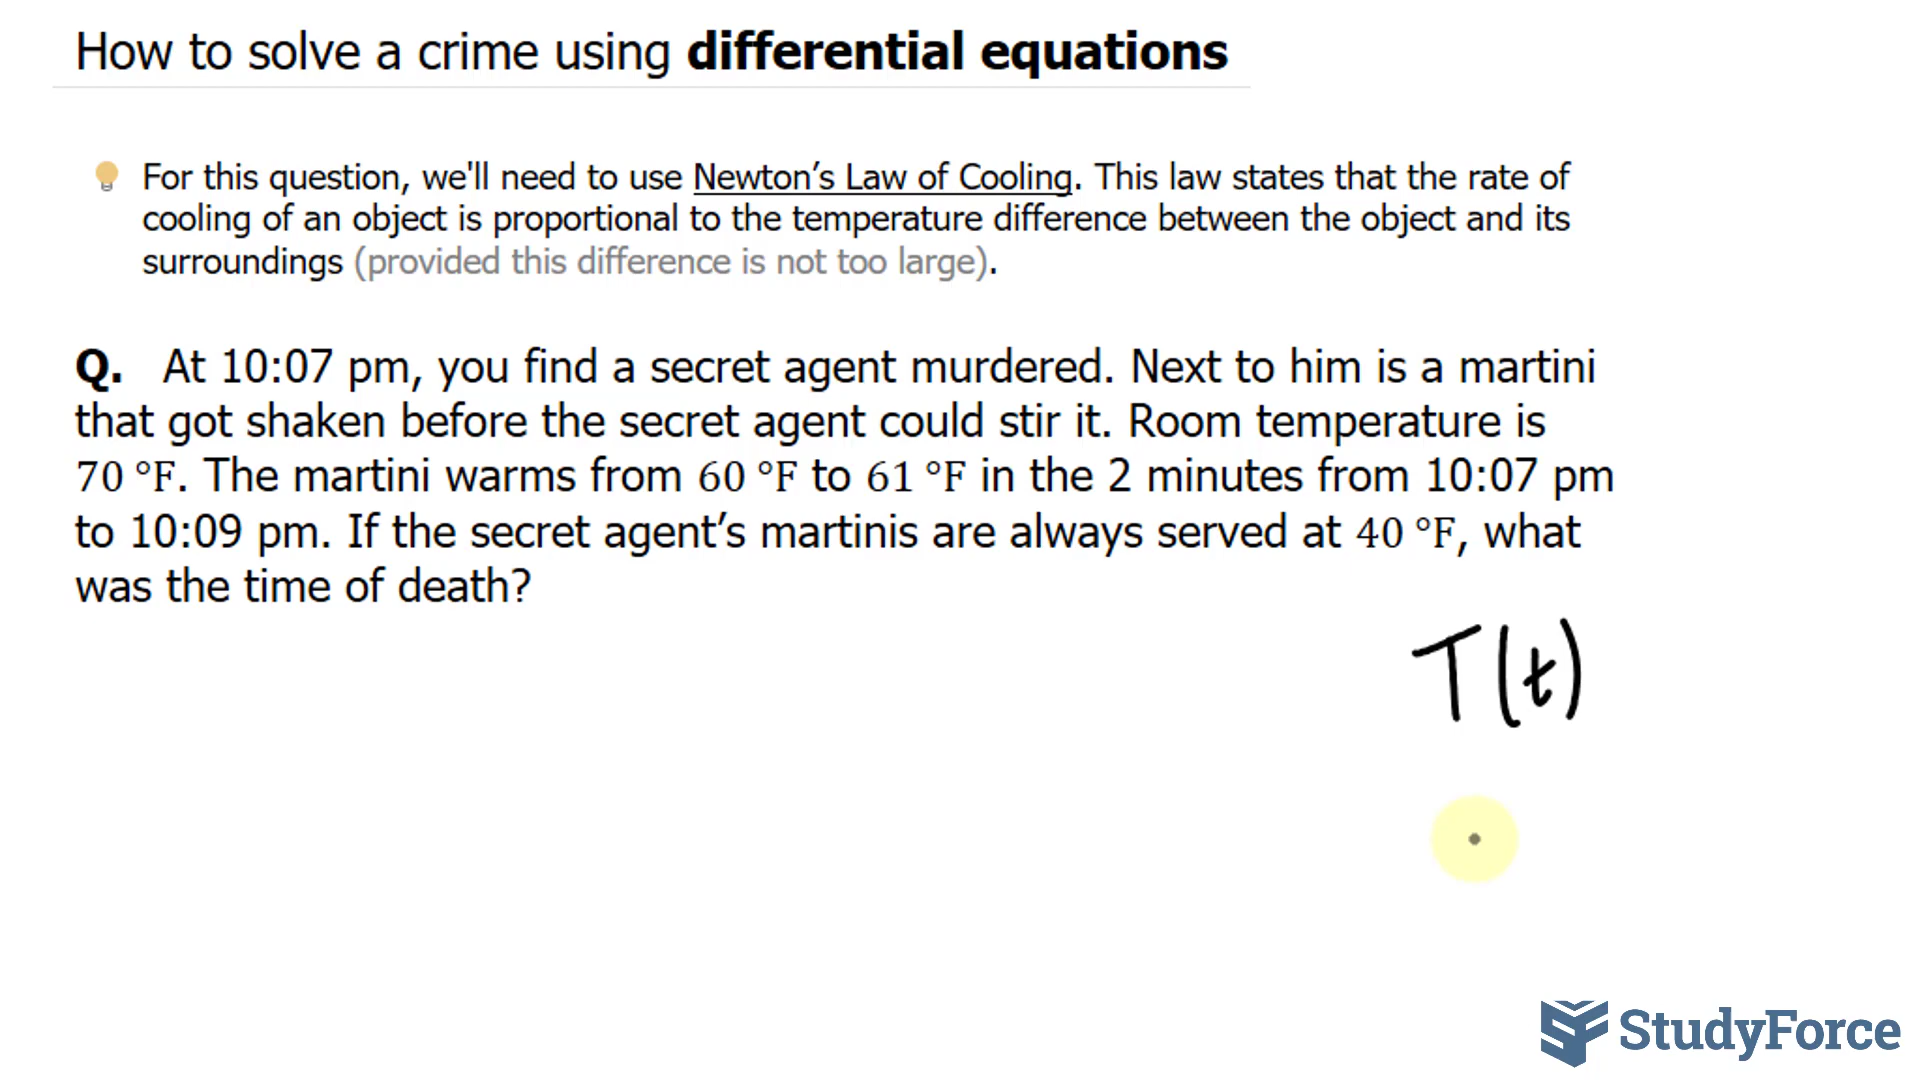 How to solve a crime using differential equations
For this question, we'll need to use Newton’s Law of Cooling. This law states that the rate of
cooling of an object is proportional to the temperature difference between the object and its
surroundings (provided this difference is not too large).
Q. At 10:07 pm, you find a secret agent murdered. Next to him is a martini
that got shaken before the secret agent could stir it. Room temperature is
70 °F. The martini warms from 60 °F to 61 °F in the 2 minutes from 10:07 pm
to 10:09 pm. If the secret agent’s martinis are always served at 40 °F, what
was the time of death?
T(t)
StudyForce